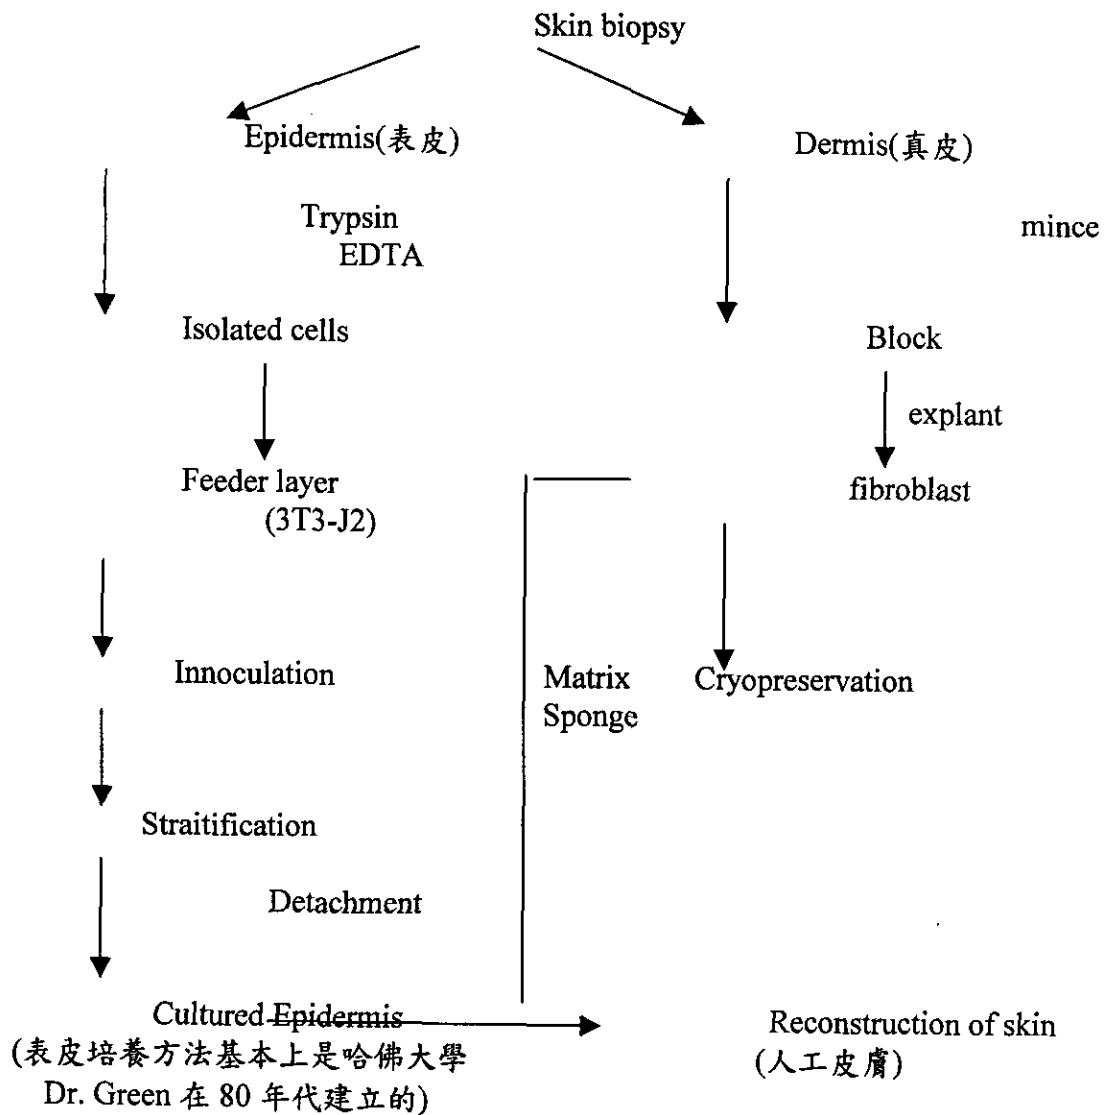 Skin biopsy
Epidermis(表皮)
Dermis(真皮)
Trypsin
EDTA
mince
Isolated cells
Block
explant
Feeder layer
(3T3-J2)
fibroblast
Innoculation
Matrix
Sponge
Cryopreservation
Straitification
Detachment
Cultured Epidermis
(表皮培養方法基本上是哈佛大學
Dr. Green 在 80 年代建立的)
Reconstruction of skin
(人工皮膚)